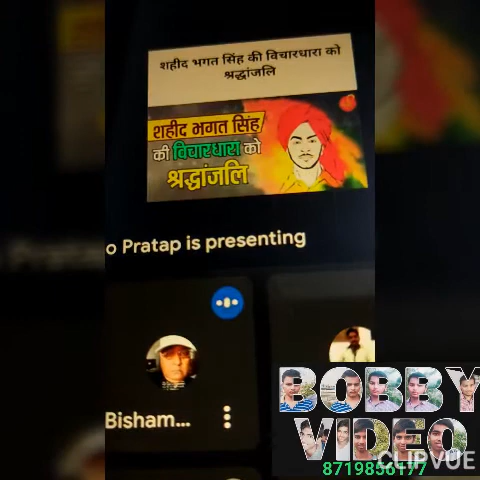 शहीद भगत सिंह की विचारधारा को
श्रद्धांजलि
शहीद भगत सिंह
की विचारधारा को
श्रद्धांजलि
o Pratap is presenting
Bisham...
BOBBY
VIDEO
8719856177
CLIPVUE